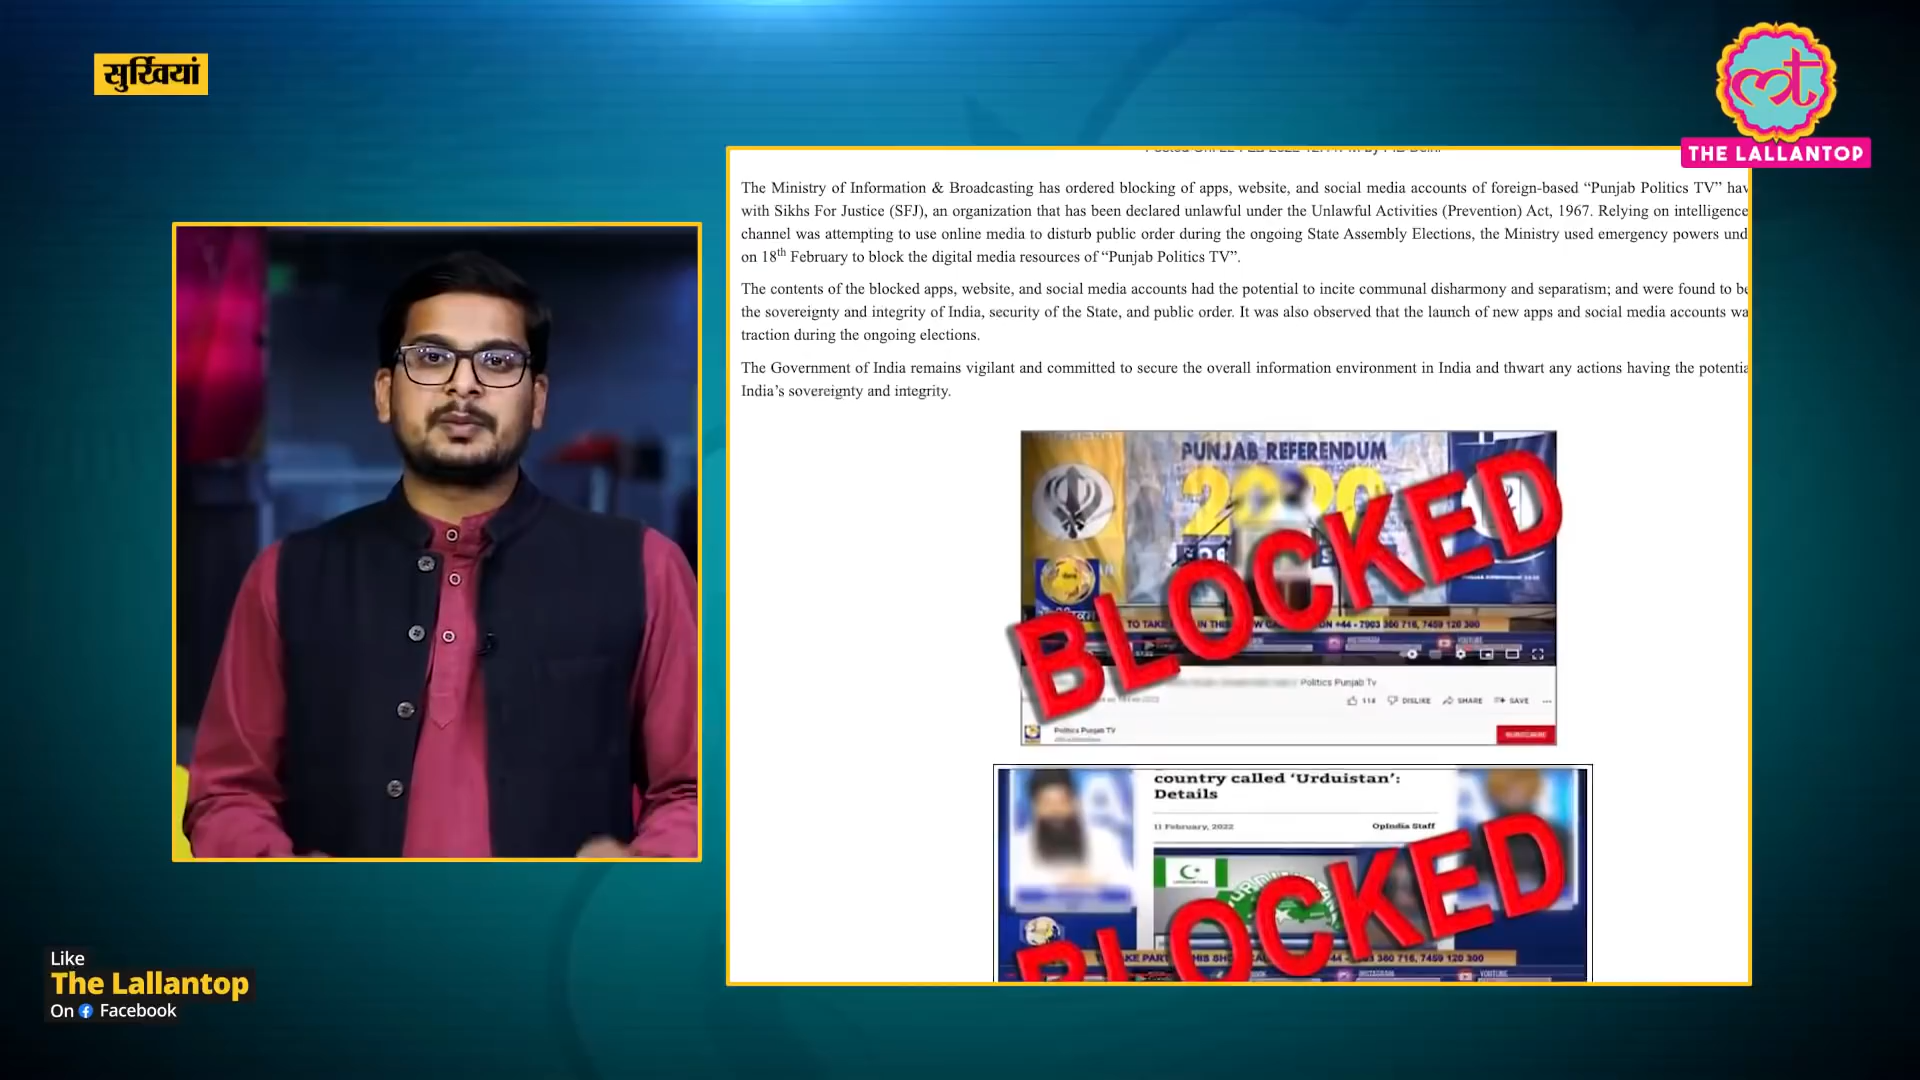 सुर्खियां
THE LALLANTOP
The Ministry of Information & Broadcasting has ordered blocking of apps, website, and social media accounts of foreign-based “Punjab Politics TV” hav
with Sikhs For Justice (SFJ), an organization that has been declared unlawful under the Unlawful Activities (Prevention) Act, 1967. Relying on intelligence
channel was attempting to use online media to disturb public order during the ongoing State Assembly Elections, the Ministry used emergency powers und
on 18th February to block the digital media resources of “Punjab Politics TV”.
The contents of the blocked apps, website, and social media accounts had the potential to incite communal disharmony and separatism; and were found to be
the sovereignty and integrity of India, security of the State, and public order. It was also observed that the launch of new apps and social media accounts wa
traction during the ongoing elections.
The Government of India remains vigilant and committed to secure the overall information environment in India and thwart any actions having the potentia
India’s sovereignty and integrity.
PUNJAB REFERENDUM
2020
BLOCKED
Politics Punjab Tv
DISLIKE
SHARE
SAVE
Politics Punjab TV
country called ‘Urduistan’:
Details
11 February, 2022
OpIndia Staff
BLOCKED
Like
The Lallantop
On Facebook